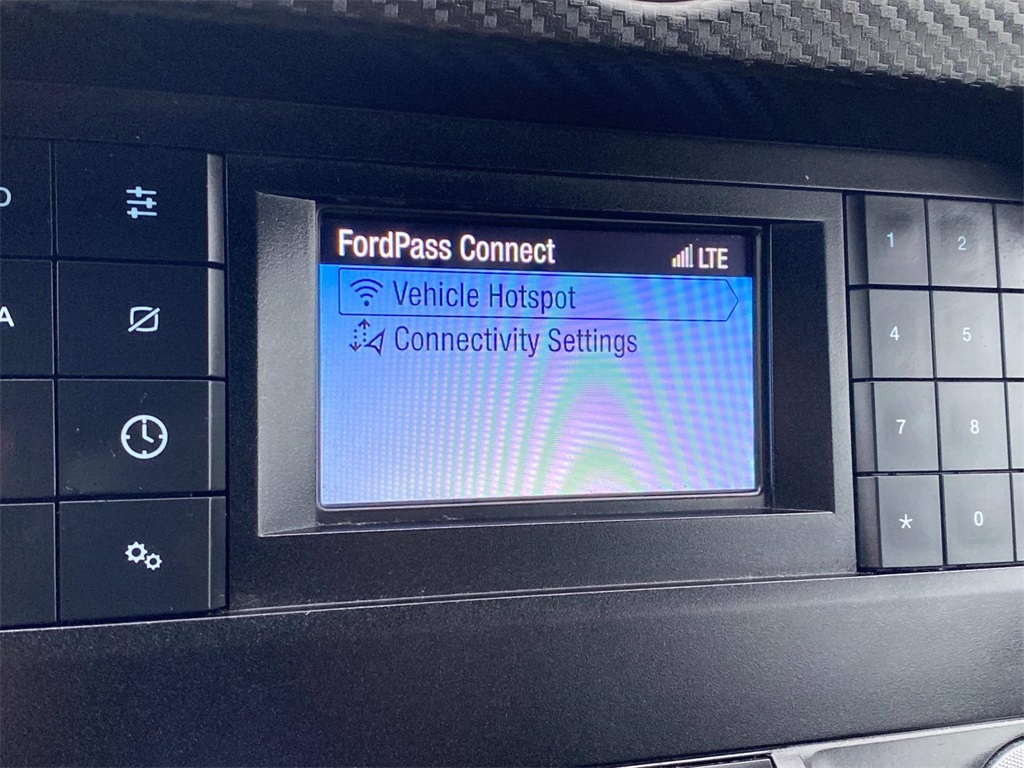 FordPass Connect
LTE
Vehicle Hotspot
Connectivity Settings
1 2
4 5
7 8
* 0
A